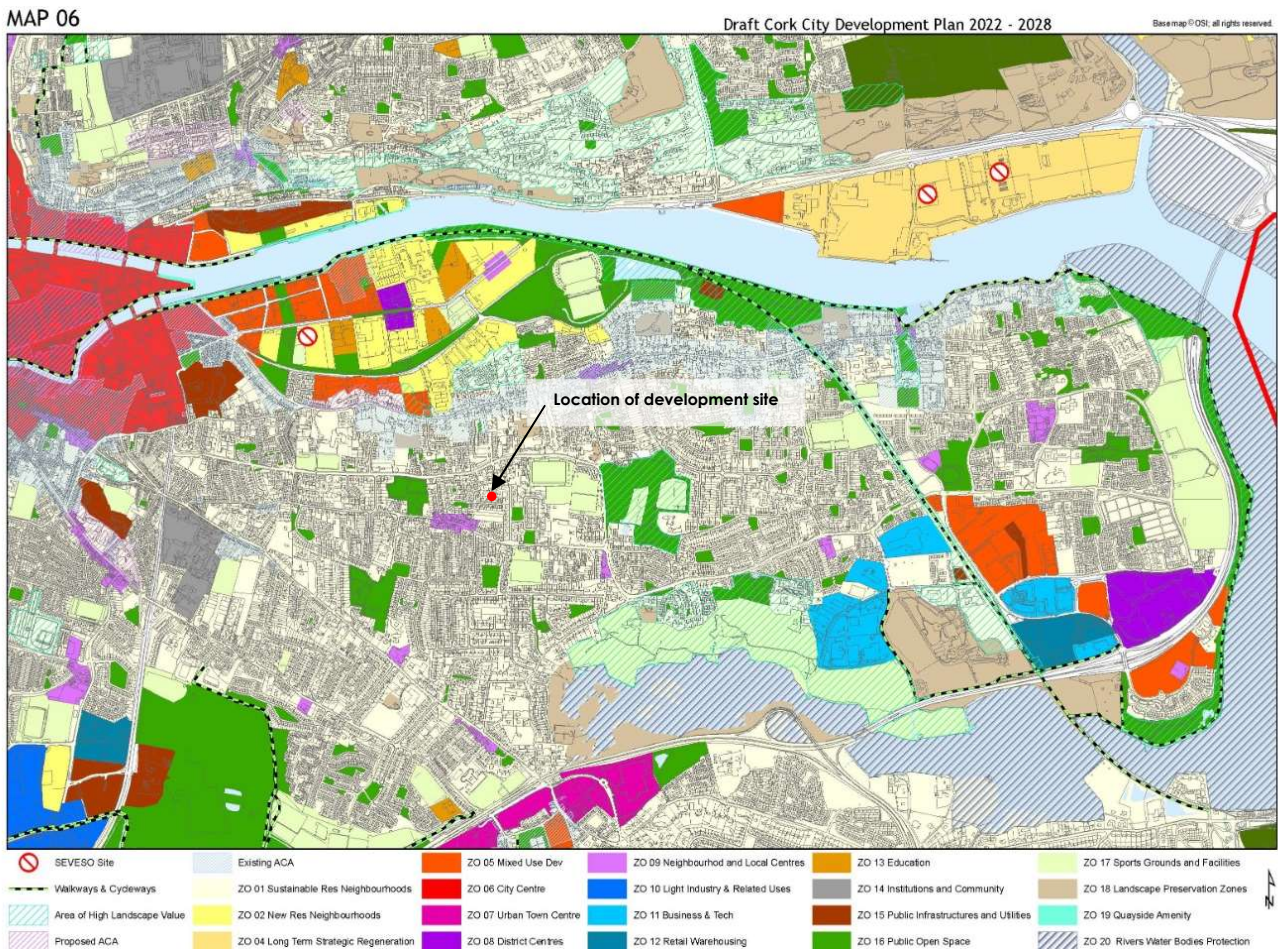 MAP 06
Draft Cork City Development Plan 2022 - 2028
Basemap ©OSI; all rights reserved.
Location of development site
SEVESO Site
Existing ACA
ZO 05 Mixed Use Dev
ZO 09 Neighbourhod and Local Centres
ZO 13 Education
ZO 17 Sports Grounds and Facilities
Walkways & Cycleways
ZO 01 Sustainable Res Neighbourhoods
ZO 06 City Centre
ZO 10 Light Industry & Related Uses
ZO 14 Institutions and Community
ZO 18 Landscape Preservation Zones
Area of High Landscape Value
ZO 02 New Res Neighbourhoods
ZO 07 Urban Town Centre
ZO 11 Business & Tech
ZO 15 Public Infrastructures and Utilities
ZO 19 Quayside Amenity
Proposed ACA
ZO 04 Long Term Strategic Regeneration
ZO 08 District Centres
ZO 12 Retail Warehousing
ZO 16 Public Open Space
ZO 20 Rivers Water Bodies Protection
N